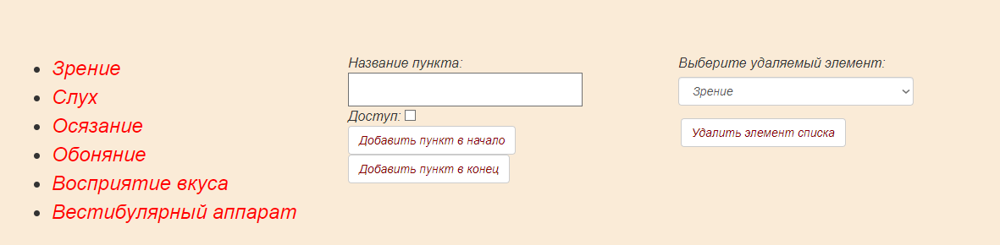 Зрение
Слух
Осязание
Обоняние
Восприятие вкуса
Вестибулярный аппарат
Название пункта:
Доступ:
Добавить пункт в начало
Добавить пункт в конец
Выберите удаляемый элемент:
Зрение
Удалить элемент списка